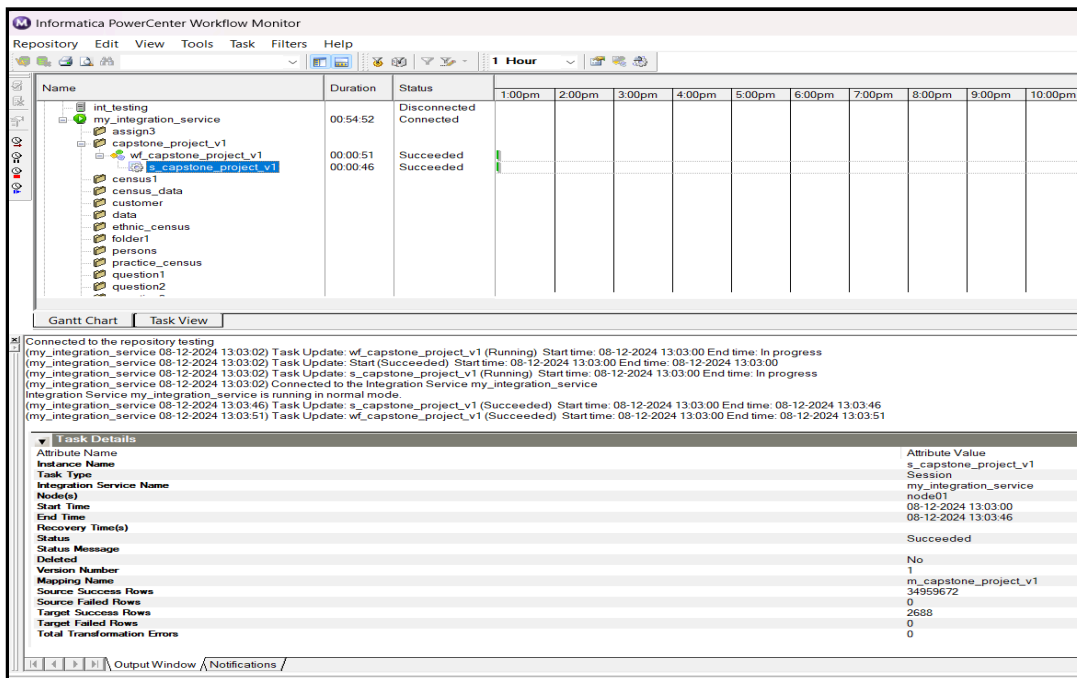 Informatica PowerCenter Workflow Monitor
Repository Edit View Tools Task Filters Help
1 Hour
Name Duration Status 1:00pm 2:00pm 3:00pm 4:00pm 5:00pm 6:00pm 7:00pm 8:00pm 9:00pm 10:00pm
int_testing Disconnected
my_integration_service 00:54:52 Connected
assign3
capstone_project_v1
wf_capstone_project_v1 00:00:51 Succeeded
s_capstone_project_v1 00:00:46 Succeeded
census1
census_data
customer
data
ethnic_census
folder1
persons
practice_census
question1
question2
Gantt Chart Task View
Connected to the repository testing
(my_integration_service 08-12-2024 13:03:02) Task Update: wf_capstone_project_v1 (Running) Start time: 08-12-2024 13:03:00 End time: In progress
(my_integration_service 08-12-2024 13:03:02) Task Update: Start (Succeeded) Start time: 08-12-2024 13:03:00 End time: 08-12-2024 13:03:00
(my_integration_service 08-12-2024 13:03:02) Task Update: s_capstone_project_v1 (Running) Start time: 08-12-2024 13:03:00 End time: In progress
(my_integration_service 08-12-2024 13:03:02) Connected to the Integration Service my_integration_service
Integration Service my_integration_service is running in normal mode.
(my_integration_service 08-12-2024 13:03:46) Task Update: s_capstone_project_v1 (Succeeded) Start time: 08-12-2024 13:03:00 End time: 08-12-2024 13:03:46
(my_integration_service 08-12-2024 13:03:51) Task Update: wf_capstone_project_v1 (Succeeded) Start time: 08-12-2024 13:03:00 End time: 08-12-2024 13:03:51
Task Details
Attribute Name Attribute Value
Instance Name s_capstone_project_v1
Task Type Session
Integration Service Name my_integration_service
Node(s) node01
Start Time 08-12-2024 13:03:00
End Time 08-12-2024 13:03:46
Recovery Time(s)
Status Succeeded
Status Message
Deleted No
Version Number 1
Mapping Name m_capstone_project_v1
Source Success Rows 34959672
Source Failed Rows 0
Target Success Rows 2688
Target Failed Rows 0
Total Transformation Errors 0
Output Window Notifications